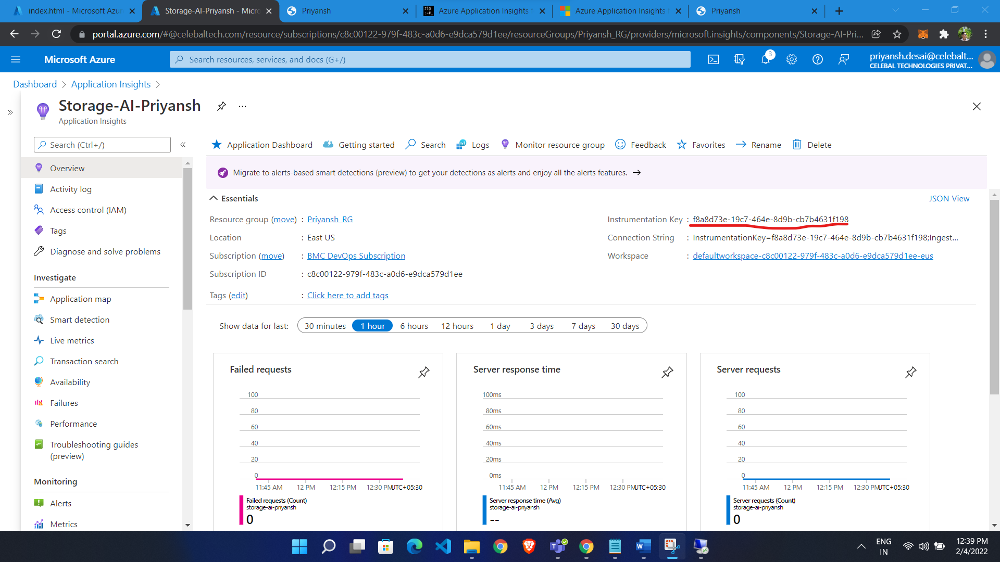 index.html - Microsoft Azu
Storage-AI-Priyansh - Micro
Priyansh
Azure Application Insights f
Azure Application Insights
Priyansh
portal.azure.com/#@celebaltech.com/resource/subscriptions/c8c00122-979f-483c-a0d6-e9dca579d1ee/resourceGroups/Priyansh_RG/providers/microsoft.insights/components/Storage-AI-Pri...
Microsoft Azure
Search resources, services, and docs (G+/)
3
priyansh.desai@celebalt...
CELEBAL TECHNOLOGIES PRIVAT...
Dashboard > Application Insights >
Storage-AI-Priyansh
Application Insights
Search (Ctrl+/)
Application Dashboard
Getting started
Search
Logs
Monitor resource group
Feedback
Favorites
Rename
Delete
Overview
Activity log
Access control (IAM)
Tags
Diagnose and solve problems
Investigate
Application map
Smart detection
Live metrics
Transaction search
Availability
Failures
Performance
Troubleshooting guides
(preview)
Monitoring
Alerts
Metrics
Migrate to alerts-based smart detections (preview) to get your detections as alerts and enjoy all the alerts features.
Essentials
JSON View
Resource group (move) : Priyansh_RG
Location : East US
Subscription (move) : BMC DevOps Subscription
Subscription ID : c8c00122-979f-483c-a0d6-e9dca579d1ee
Tags (edit) : Click here to add tags
Instrumentation Key : f8a8d73e-19c7-464e-8d9b-cb7b4631f198
Connection String : InstrumentationKey=f8a8d73e-19c7-464e-8d9b-cb7b4631f198;Ingest...
Workspace : defaultworkspace-c8c00122-979f-483c-a0d6-e9dca579d1ee-eus
Show data for last: 30 minutes 1 hour 6 hours 12 hours 1 day 3 days 7 days 30 days
Failed requests
100
80
60
40
20
0
11:45 AM 12 PM 12:15 PM 12:30 PM UTC+05:30
Failed requests (Count)
storage-ai-priyansh
0
Server response time
100ms
80ms
60ms
40ms
20ms
0ms
11:45 AM 12 PM 12:15 PM 12:30 PM UTC+05:30
Server response time (Avg)
storage-ai-priyansh
--
Server requests
100
80
60
40
20
0
11:45 AM 12 PM 12:15 PM 12:30 PM UTC+05:30
Server requests (Count)
storage-ai-priyansh
0
ENG
IN
12:39 PM
2/4/2022